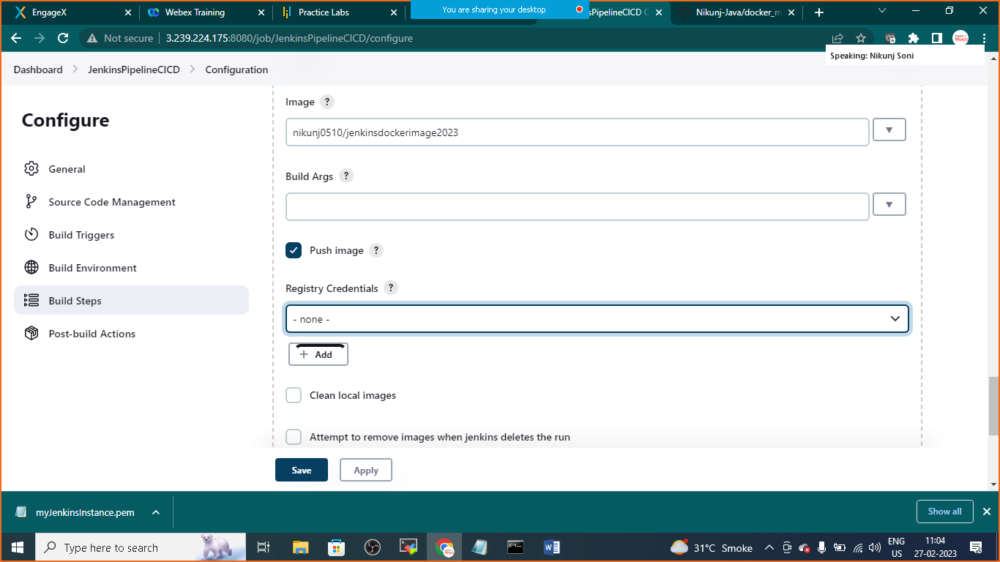 EngageX
Webex Training
Practice Labs
You are sharing your desktop
sPipelineCICD C
Nikunj-Java/docker_m
Not secure
3.239.224.175:8080/job/JenkinsPipelineCICD/configure
Speaking: Nikunj Soni
Dashboard > JenkinsPipelineCICD > Configuration
Configure
General
Source Code Management
Build Triggers
Build Environment
Build Steps
Post-build Actions
Image ?
nikunj0510/jenkinsdockerimage2023
Build Args ?
Push image ?
Registry Credentials ?
- none -
+ Add
Clean local images
Attempt to remove images when jenkins deletes the run
Save
Apply
myJenkinsInstance.pem
Show all
Type here to search
31°C Smoke
ENG
US
11:04
27-02-2023